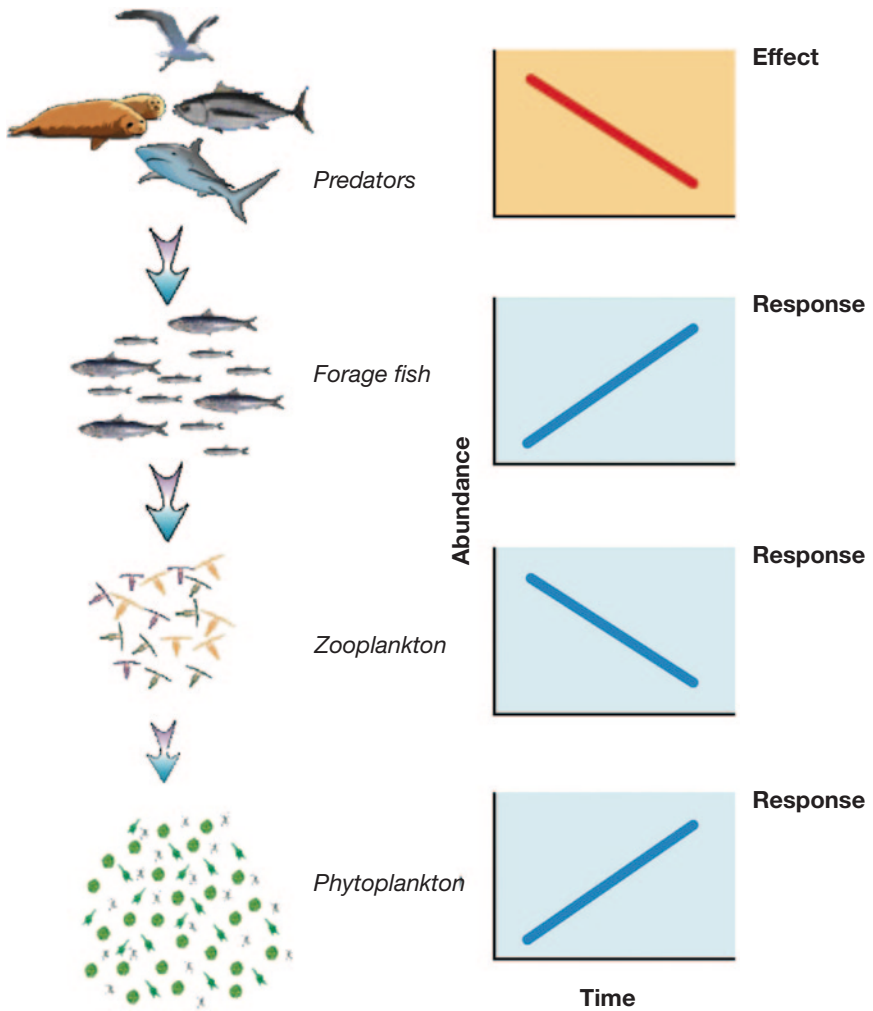 Effect
Predators
Response
Forage fish
Abundance
Response
Zooplankton
Response
Phytoplankton
Time